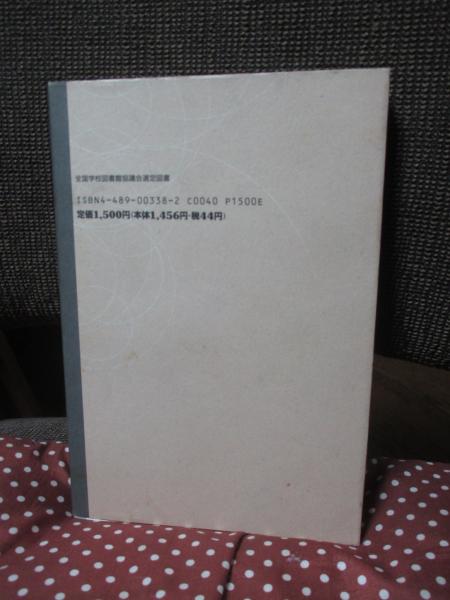 全国学校図書館協議会選定図書
ISBN4-489-00338-2 C0040 P1500E
定価1,500円(本体1,456円・税44円)